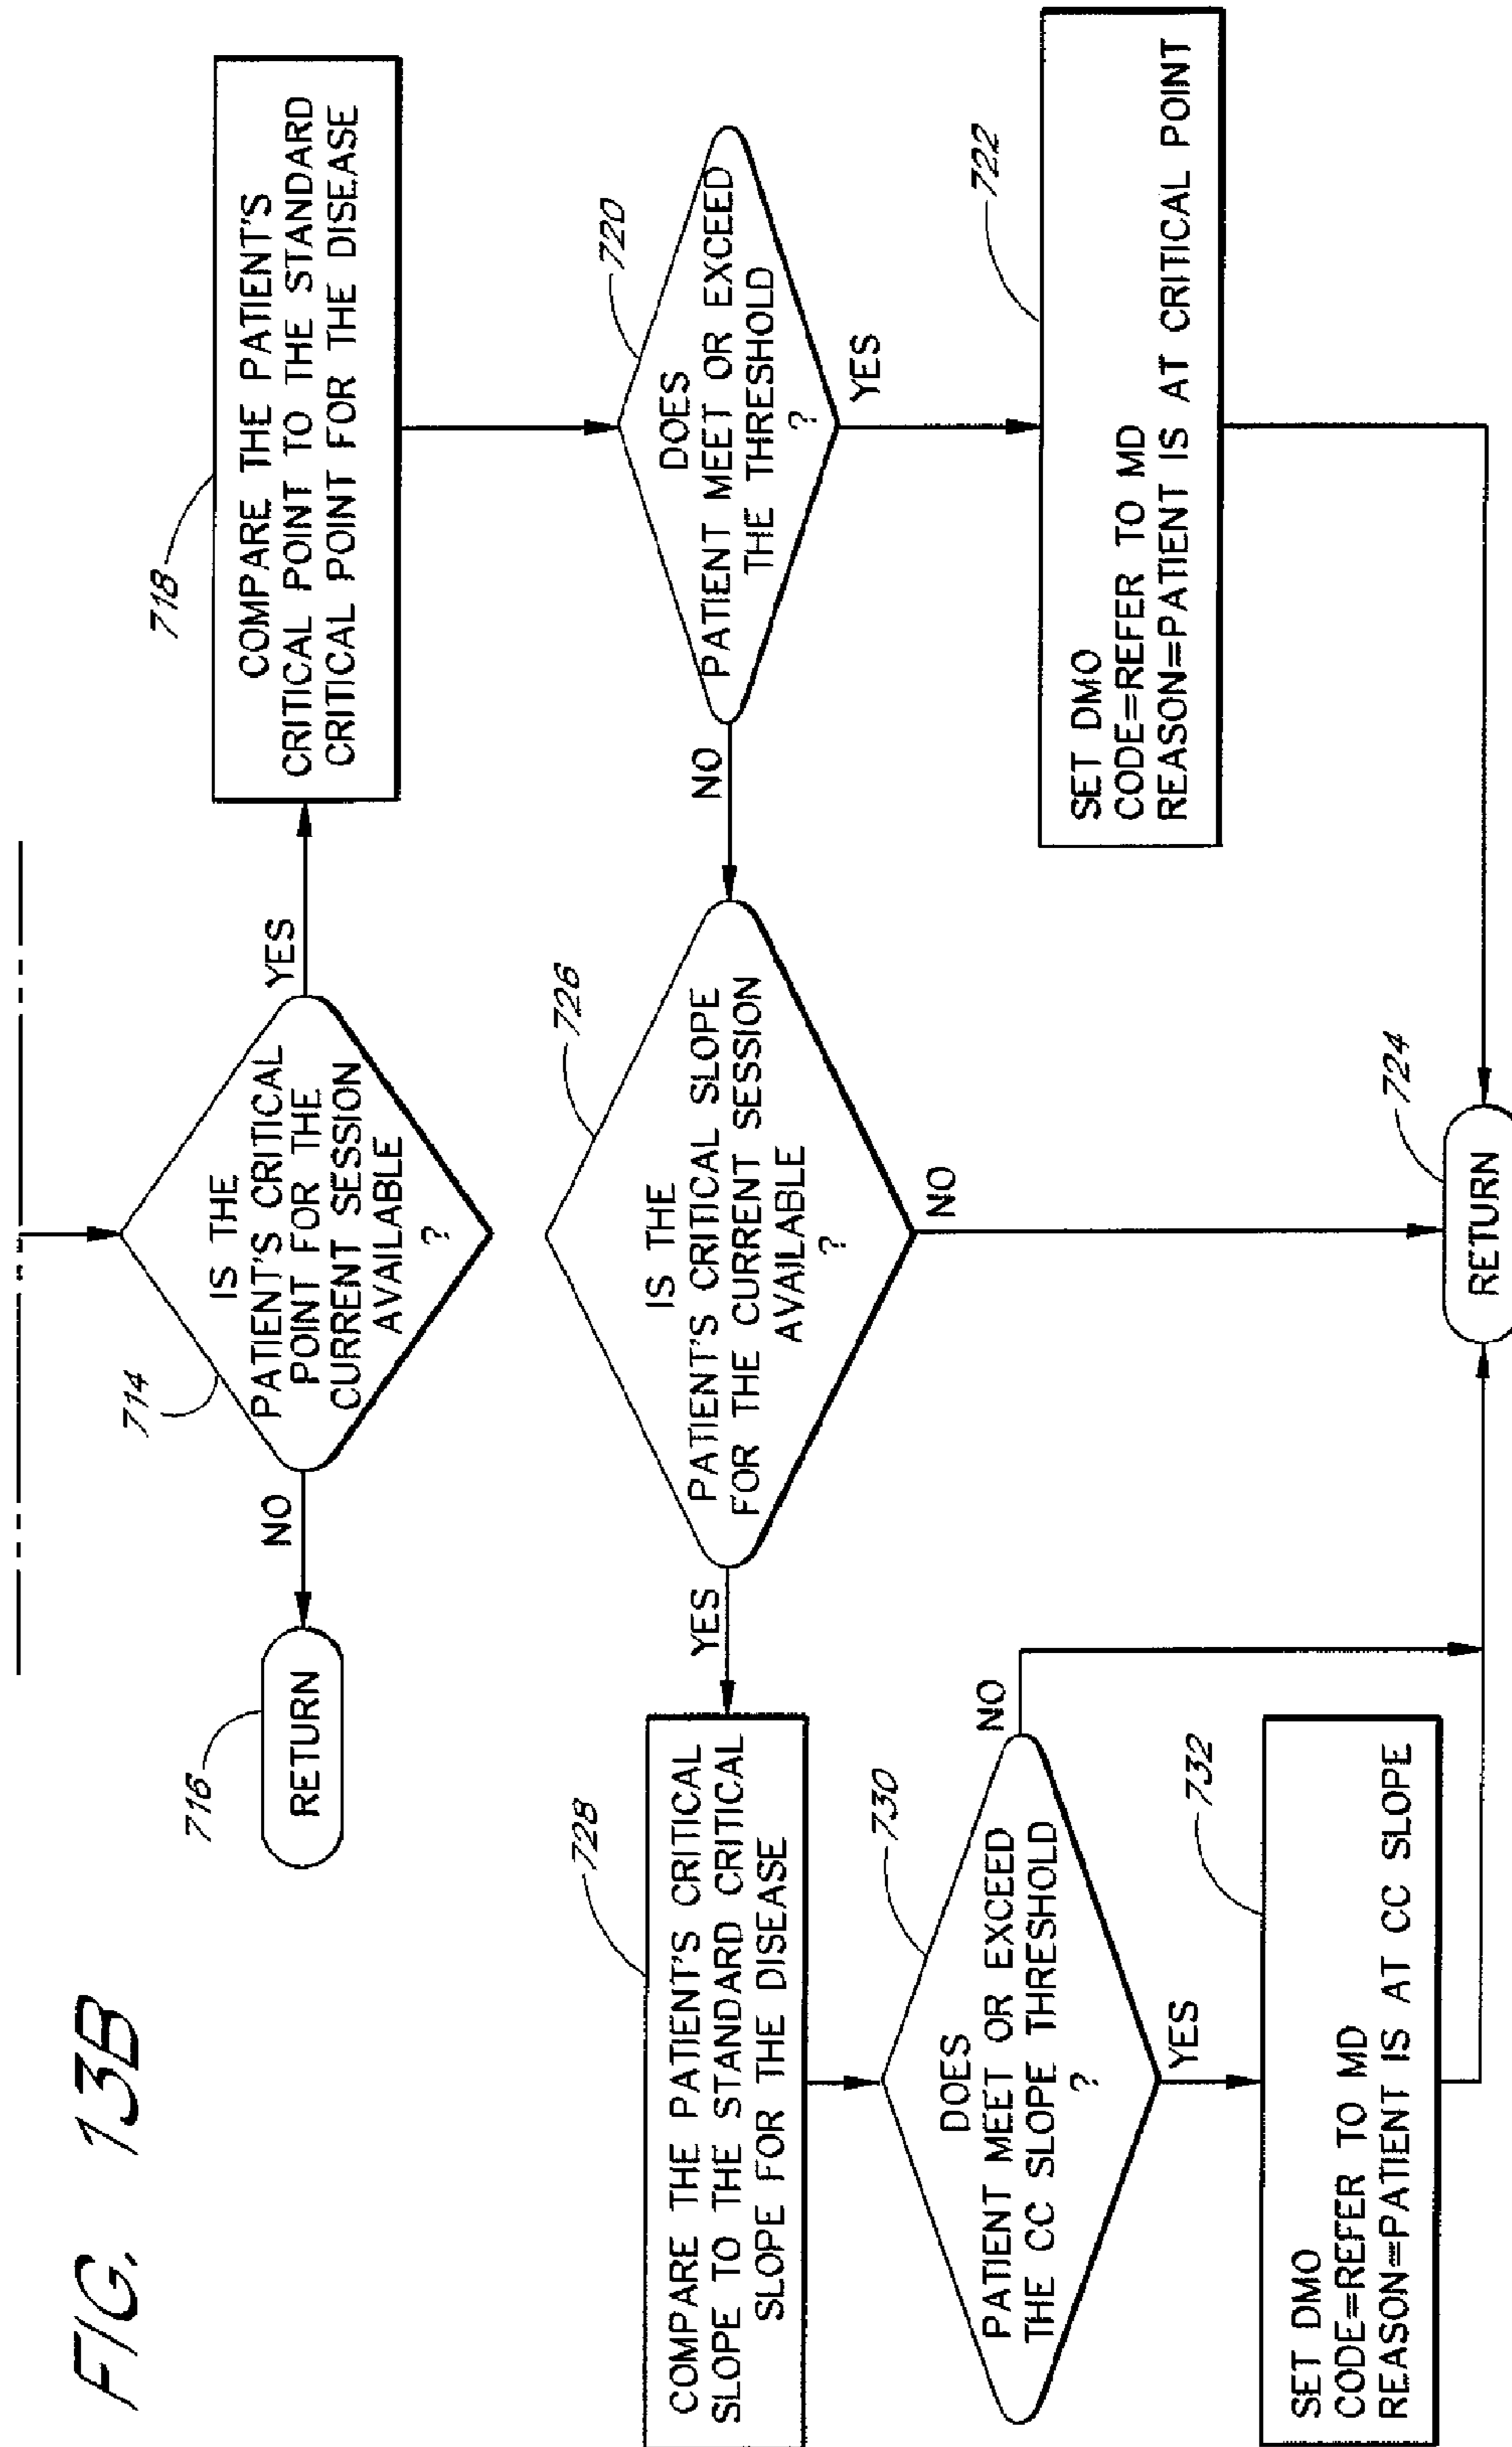 FIG. 13B
714
IS THE
PATIENT'S CRITICAL
POINT FOR THE
CURRENT SESSION
AVAILABLE
?
NO
YES
716
RETURN
718
COMPARE THE PATIENT'S
CRITICAL POINT TO THE STANDARD
CRITICAL POINT FOR THE DISEASE
720
DOES
PATIENT MEET OR EXCEED
THE THRESHOLD
?
NO
YES
722
SET DMO
CODE=REFER TO MD
REASON=PATIENT IS AT CRITICAL POINT
726
IS THE
PATIENT'S CRITICAL SLOPE
FOR THE CURRENT SESSION
AVAILABLE
?
YES
NO
728
COMPARE THE PATIENT'S CRITICAL
SLOPE TO THE STANDARD CRITICAL
SLOPE FOR THE DISEASE
730
DOES
PATIENT MEET OR EXCEED
THE CC SLOPE THRESHOLD
?
NO
YES
732
SET DMO
CODE=REFER TO MD
REASON=PATIENT IS AT CC SLOPE
724
RETURN